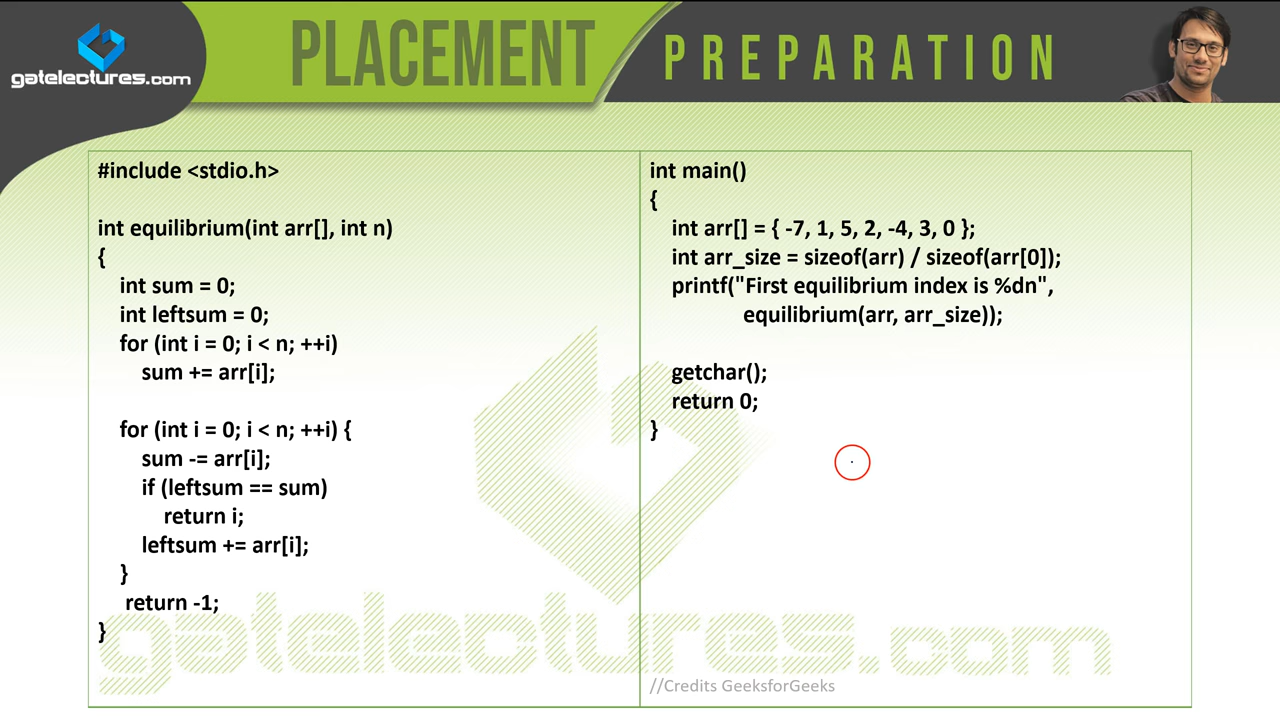 gatelectures.com
PLACEMENT
PREPARATION
#include <stdio.h>
int equilibrium(int arr[], int n)
{
int sum = 0;
int leftsum = 0;
for (int i = 0; i < n; ++i)
sum += arr[i];
for (int i = 0; i < n; ++i) {
sum -= arr[i];
if (leftsum == sum)
return i;
leftsum += arr[i];
}
return -1;
}
int main()
{
int arr[] = { -7, 1, 5, 2, -4, 3, 0 };
int arr_size = sizeof(arr) / sizeof(arr[0]);
printf("First equilibrium index is %dn",
equilibrium(arr, arr_size));
getchar();
return 0;
}
gatelectures.com
//Credits GeeksforGeeks